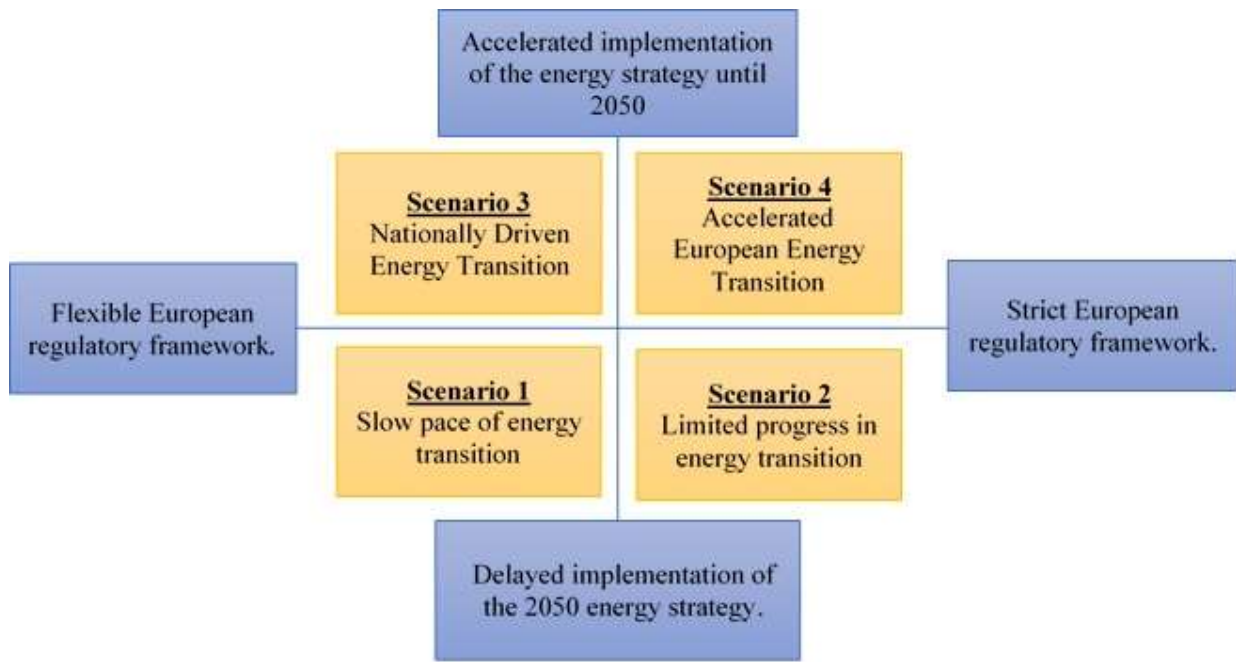 Accelerated implementation
of the energy strategy until
2050
Scenario 3
Nationally Driven
Energy Transition
Scenario 4
Accelerated
European Energy
Transition
Flexible European
regulatory framework.
Strict European
regulatory framework.
Scenario 1
Slow pace of energy
transition
Scenario 2
Limited progress in
energy transition
Delayed implementation of
the 2050 energy strategy.